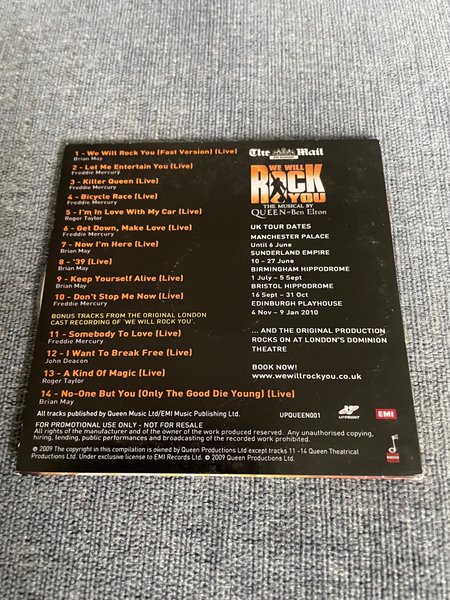 1 - We Will Rock You (Fast Version) (Live)
Brian May
2 - Let Me Entertain You (Live)
Freddie Mercury
3 - Killer Queen (Live)
Freddie Mercury
4 - Bicycle Race (Live)
Freddie Mercury
5 - I'm In Love With My Car (Live)
Roger Taylor
6 - Get Down, Make Love (Live)
Freddie Mercury
7 - Now I'm Here (Live)
Brian May
8 - '39 (Live)
Brian May
9 - Keep Yourself Alive (Live)
Brian May
10 - Don't Stop Me Now (Live)
Freddie Mercury
BONUS TRACKS FROM THE ORIGINAL LONDON
CAST RECORDING OF 'WE WILL ROCK YOU'.
11 - Somebody To Love (Live)
Freddie Mercury
12 - I Want To Break Free (Live)
John Deacon
13 - A Kind Of Magic (Live)
Roger Taylor
14 - No-One But You (Only The Good Die Young) (Live)
Brian May
The Mail
WE WILL
ROCK
YOU
THE MUSICAL BY
QUEEN and Ben Elton
UK TOUR DATES
MANCHESTER PALACE
Until 6 June
SUNDERLAND EMPIRE
10 - 27 June
BIRMINGHAM HIPPODROME
1 July - 5 Sept
BRISTOL HIPPODROME
16 Sept - 31 Oct
EDINBURGH PLAYHOUSE
4 Nov - 9 Jan 2010
... AND THE ORIGINAL PRODUCTION
ROCKS ON AT LONDON'S DOMINION
THEATRE
BOOK NOW!
www.wewillrockyou.co.uk
All tracks published by Queen Music Ltd/EMI Music Publishing Ltd.
UPQUEEN001
UPFRONT
EMI
FOR PROMOTIONAL USE ONLY - NOT FOR RESALE
All rights of the manufacturer and of the owner of the work produced reserved. Any unauthorised copying,
hiring, lending, public performances and broadcasting of the recorded work prohibited.
℗ 2009 The copyright in this compilation is owned by Queen Productions Ltd except tracks 11 -14 Queen Theatrical
Productions Ltd. Under exclusive license to EMI Records Ltd. © 2009 Queen Productions Ltd.